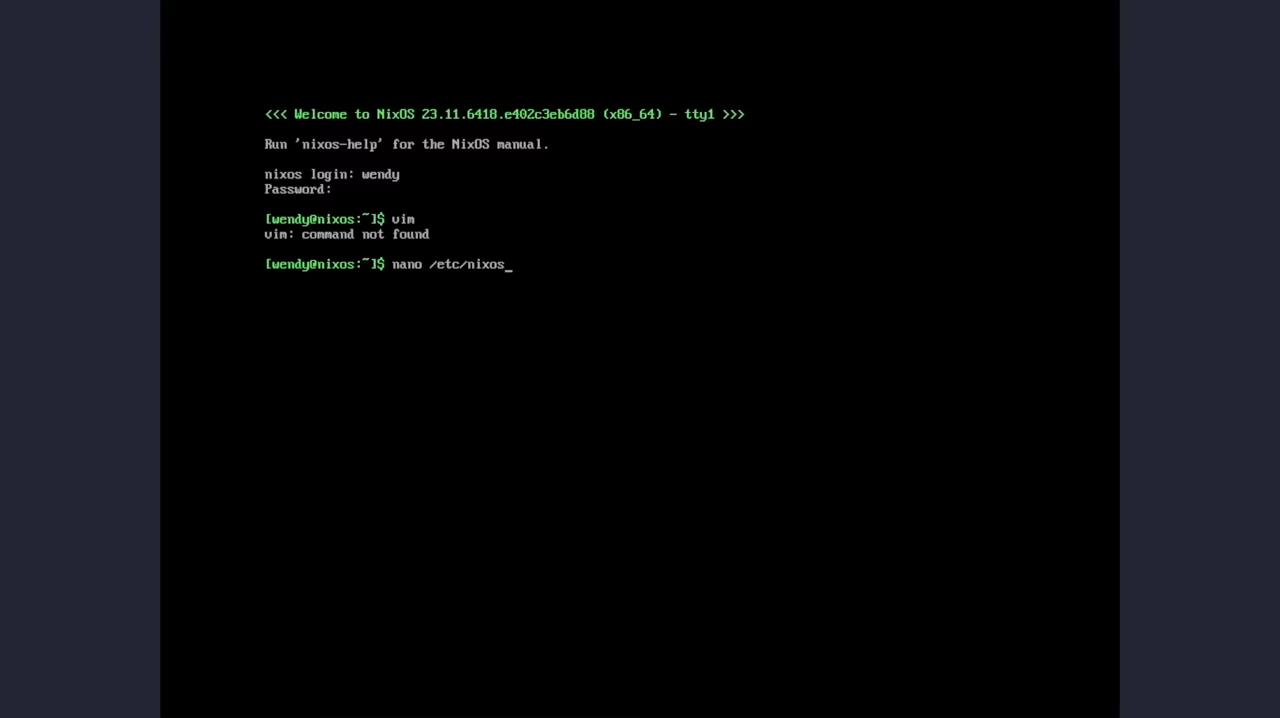 <<< Welcome to NixOS 23.11.6418.e402c3eb6d88 (x86_64) - tty1 >>>
Run 'nixos-help' for the NixOS manual.
nixos login: wendy
Password:
[wendy@nixos:~]$ vim
vim: command not found
[wendy@nixos:~]$ nano /etc/nixos_